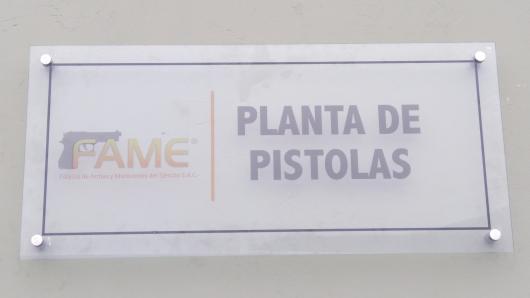 FAME®
Fábrica de Armas y Municiones del Ejército S.A.C.
PLANTA DE
PISTOLAS